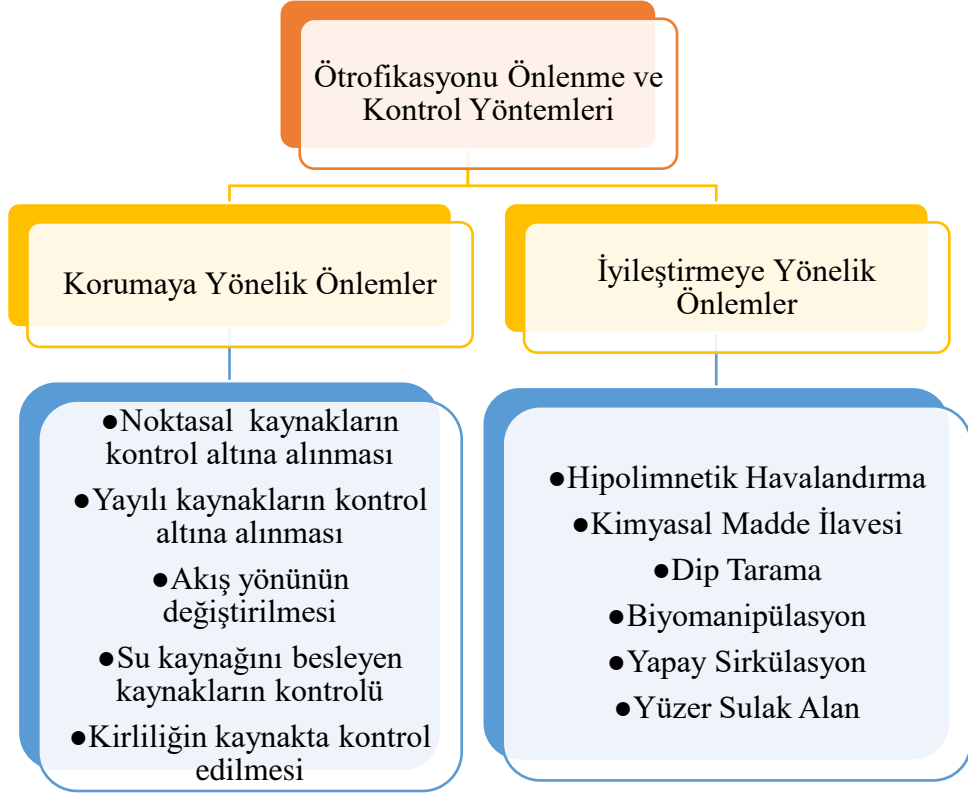 Ötrofikasyonu Önlenme ve
Kontrol Yöntemleri
Korumaya Yönelik Önlemler
●Noktasal kaynakların
kontrol altına alınması
●Yayılı kaynakların kontrol
altına alınması
●Akış yönünün
değiştirilmesi
●Su kaynağını besleyen
kaynakların kontrolü
●Kirliliğin kaynakta kontrol
edilmesi
İyileştirmeye Yönelik
Önlemler
●Hipolimnetik Havalandırma
●Kimyasal Madde İlavesi
●Dip Tarama
●Biyomanipülasyon
●Yapay Sirkülasyon
●Yüzer Sulak Alan